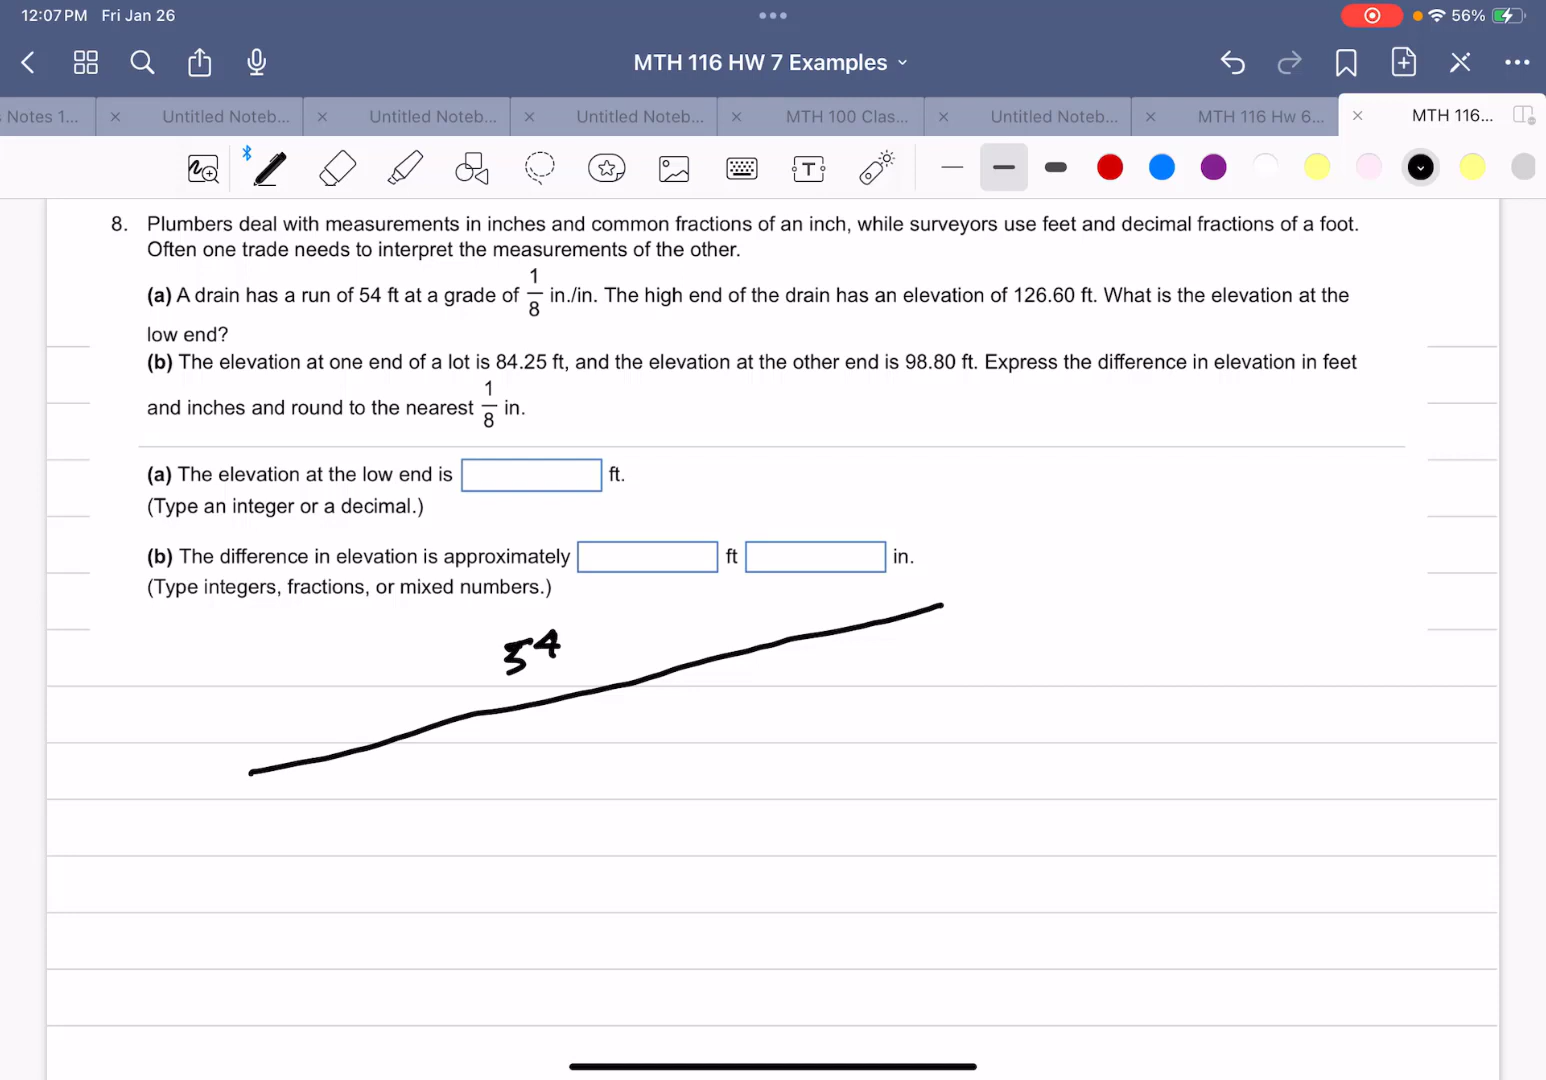 12:07 PM Fri Jan 26
56%
MTH 116 HW 7 Examples
s Notes 1...
Untitled Noteb...
Untitled Noteb...
Untitled Noteb...
MTH 100 Clas...
Untitled Noteb...
MTH 116 Hw 6...
MTH 116...
T
8. Plumbers deal with measurements in inches and common fractions of an inch, while surveyors use feet and decimal fractions of a foot.
Often one trade needs to interpret the measurements of the other.
(a) A drain has a run of 54 ft at a grade of 1/8 in./in. The high end of the drain has an elevation of 126.60 ft. What is the elevation at the
low end?
(b) The elevation at one end of a lot is 84.25 ft, and the elevation at the other end is 98.80 ft. Express the difference in elevation in feet
and inches and round to the nearest 1/8 in.
(a) The elevation at the low end is ft.
(Type an integer or a decimal.)
(b) The difference in elevation is approximately ft in.
(Type integers, fractions, or mixed numbers.)
54